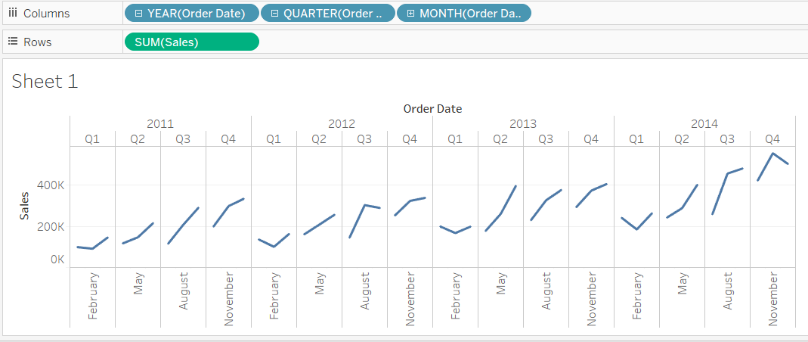 Columns YEAR(Order Date) QUARTER(Order .. MONTH(Order Da..
Rows SUM(Sales)
Sheet 1
Order Date
2011 2012 2013 2014
Q1 Q2 Q3 Q4 Q1 Q2 Q3 Q4 Q1 Q2 Q3 Q4 Q1 Q2 Q3 Q4
Sales
400K
200K
0K
February May August November February May August November February May August November February May August November